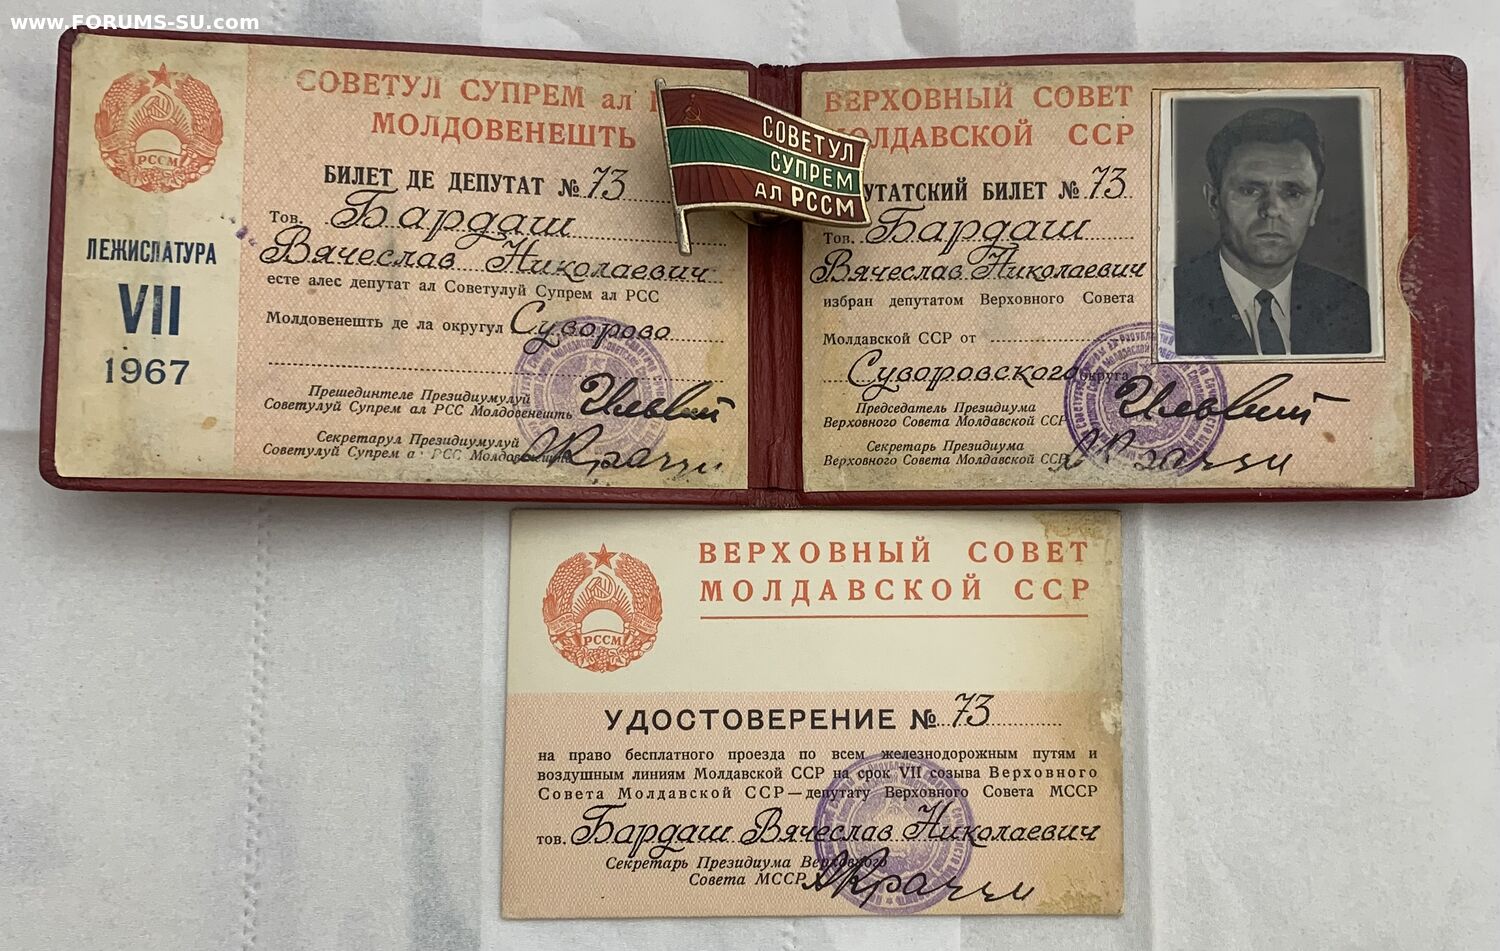 www.FORUMS-SU.com
СОВЕТУЛ СУПРЕМ ал
МОЛДОВЕНЕШТЬ
РССМ
ЛЕЖИСЛАТУРА
VII
1967
БИЛЕТ ДЕ ДЕПУТАТ № 73
Тов. Бардаш
Вячеслав Николаевич
есте алес депутат ал Советулуй Супрем ал РСС
Молдовенешть де ла округул Суворово
Прешединтеле Президиумулуй
Советулуй Супрем ал РСС Молдовенешть
Секретарул Президиумулуй
Советулуй Супрем а РСС Молдовенешть
СОВЕТУЛ
СУПРЕМ
АЛ РССМ
ВЕРХОВНЫЙ СОВЕТ
МОЛДАВСКОЙ ССР
УТАТСКИЙ БИЛЕТ № 73
Тов. Бардаш
Вячеслав Николаевич
избран депутатом Верховного Совета
Молдавской ССР от
Суворовского округа
Председатель Президиума
Верховного Совета Молдавской ССР
Секретарь Президиума
Верховного Совета Молдавской ССР
ВЕРХОВНЫЙ СОВЕТ
МОЛДАВСКОЙ ССР
РССМ
УДОСТОВЕРЕНИЕ № 73
на право бесплатного проезда по всем железнодорожным путям и
воздушным линиям Молдавской ССР на срок VII созыва Верховного
Совета Молдавской ССР — депутату Верховного Совета МССР
тов. Бардаш Вячеслав Николаевич
Секретарь Президиума Верховного
Совета МССР